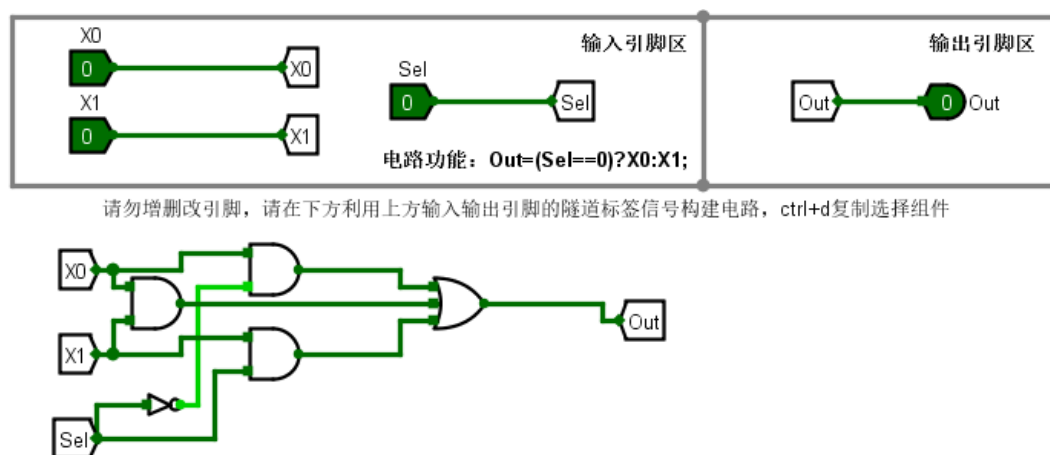 X0
0
X0
X1
0
X1
Sel
0
Sel
输入引脚区
电路功能：Out=(Sel==0)?X0:X1;
输出引脚区
Out
0
Out
请勿增删改引脚，请在下方利用上方输入输出引脚的隧道标签信号构建电路，ctrl+d复制选择组件
X0
X1
Sel
Out